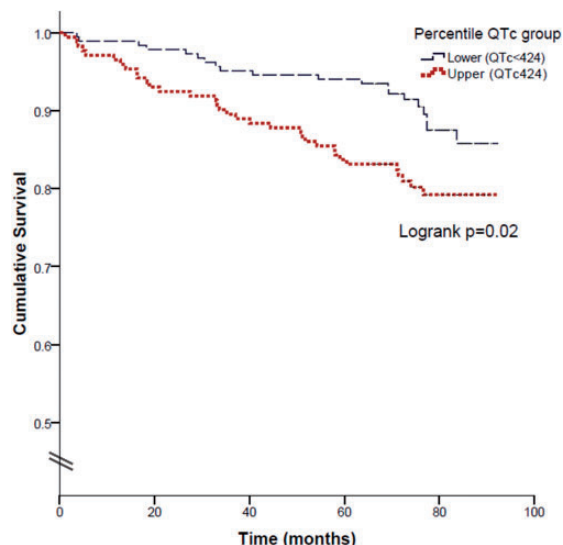 Percentile QTc group
Lower (QTc<424)
Upper (QTc424)
1.0
0.9
0.8
0.7
0.6
0.5
Cumulative Survival
Logrank p=0.02
0 20 40 60 80 100
Time (months)